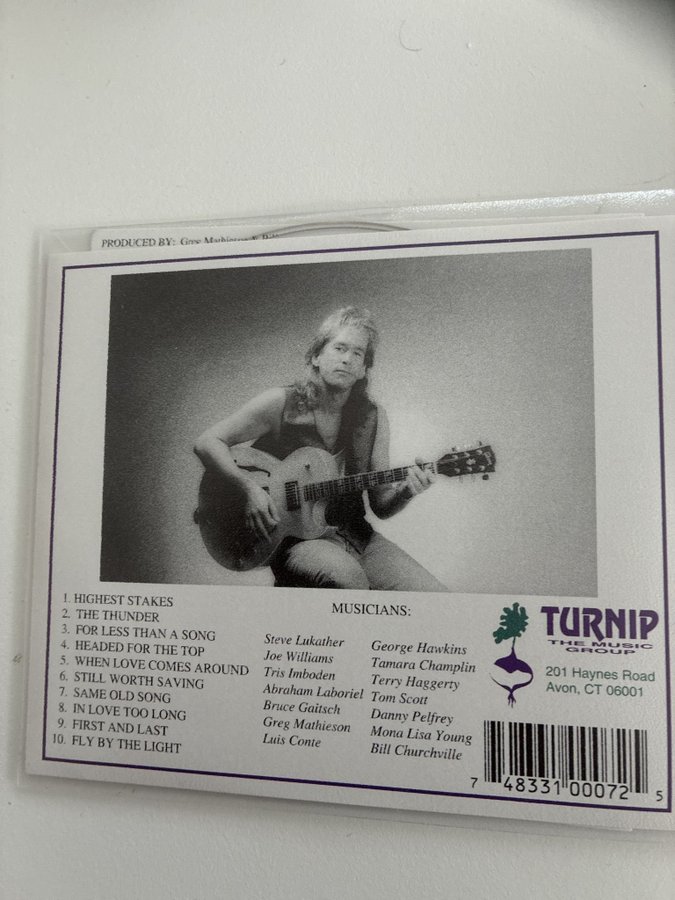 PRODUCED BY: Greg Mathieson &
1. HIGHEST STAKES
2. THE THUNDER
3. FOR LESS THAN A SONG
4. HEADED FOR THE TOP
5. WHEN LOVE COMES AROUND
6. STILL WORTH SAVING
7. SAME OLD SONG
8. IN LOVE TOO LONG
9. FIRST AND LAST
10. FLY BY THE LIGHT
MUSICIANS:
Steve Lukather
Joe Williams
Tris Imboden
Abraham Laboriel
Bruce Gaitsch
Greg Mathieson
Luis Conte
George Hawkins
Tamara Champlin
Terry Haggerty
Tom Scott
Danny Pelfrey
Mona Lisa Young
Bill Churchville
TURNIP
THE MUSIC
GROUP
201 Haynes Road
Avon, CT 06001
7 48331 00072 5